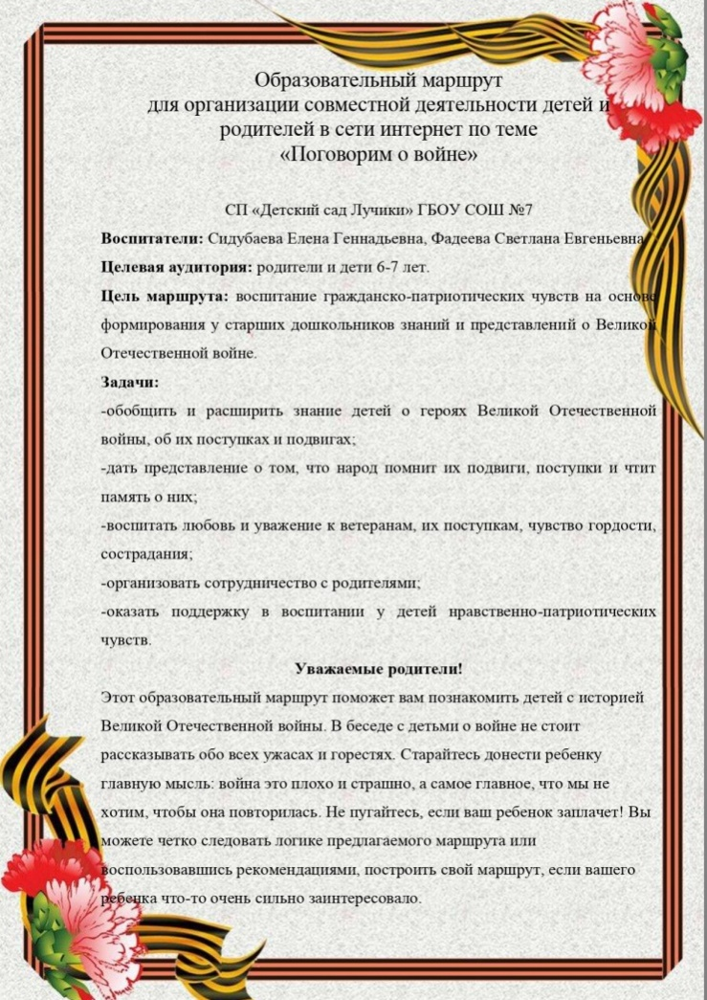 Образовательный маршрут
для организации совместной деятельности детей и
родителей в сети интернет по теме
«Поговорим о войне»
СП «Детский сад Лучики» ГБОУ СОШ №7
Воспитатели: Сидубаева Елена Геннадьевна, Фадеева Светлана Евгеньевна
Целевая аудитория: родители и дети 6-7 лет.
Цель маршрута: воспитание гражданско-патриотических чувств на основе
формирования у старших дошкольников знаний и представлений о Великой
Отечественной войне.
Задачи:
-обобщить и расширить знание детей о героях Великой Отечественной
войны, об их поступках и подвигах;
-дать представление о том, что народ помнит их подвиги, поступки и чтит
память о них;
-воспитать любовь и уважение к ветеранам, их поступкам, чувство гордости,
сострадания;
-организовать сотрудничество с родителями;
-оказать поддержку в воспитании у детей нравственно-патриотических
чувств.
Уважаемые родители!
Этот образовательный маршрут поможет вам познакомить детей с историей
Великой Отечественной войны. В беседе с детьми о войне не стоит
рассказывать обо всех ужасах и горестях. Старайтесь донести ребенку
главную мысль: война это плохо и страшно, а самое главное, что мы не
хотим, чтобы она повторилась. Не пугайтесь, если ваш ребенок заплачет! Вы
можете четко следовать логике предлагаемого маршрута или
воспользовавшись рекомендациями, построить свой маршрут, если вашего
ребенка что-то очень сильно заинтересовало.